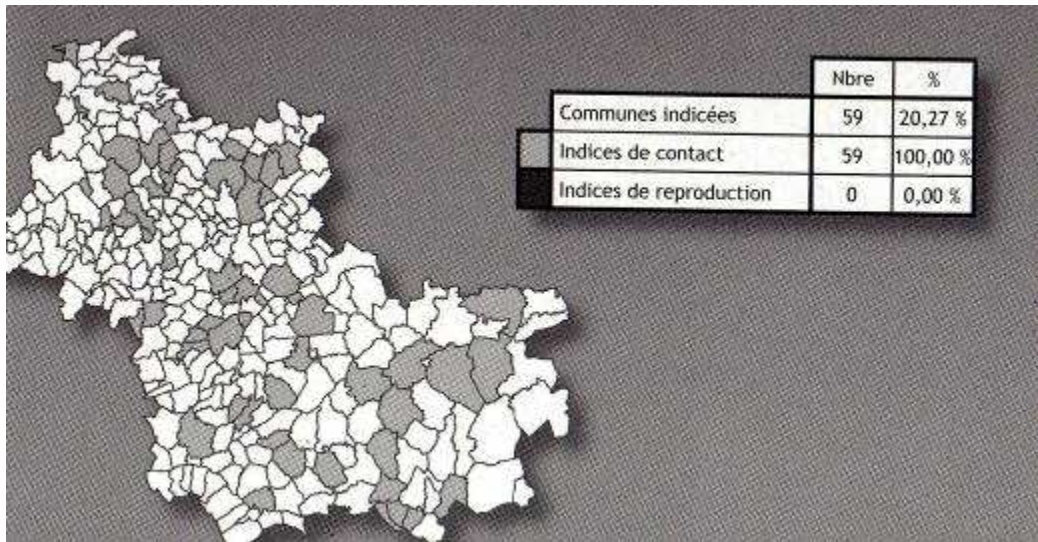 Nbre %
Communes indicées 59 20,27 %
Indices de contact 59 100,00 %
Indices de reproduction 0 0,00 %